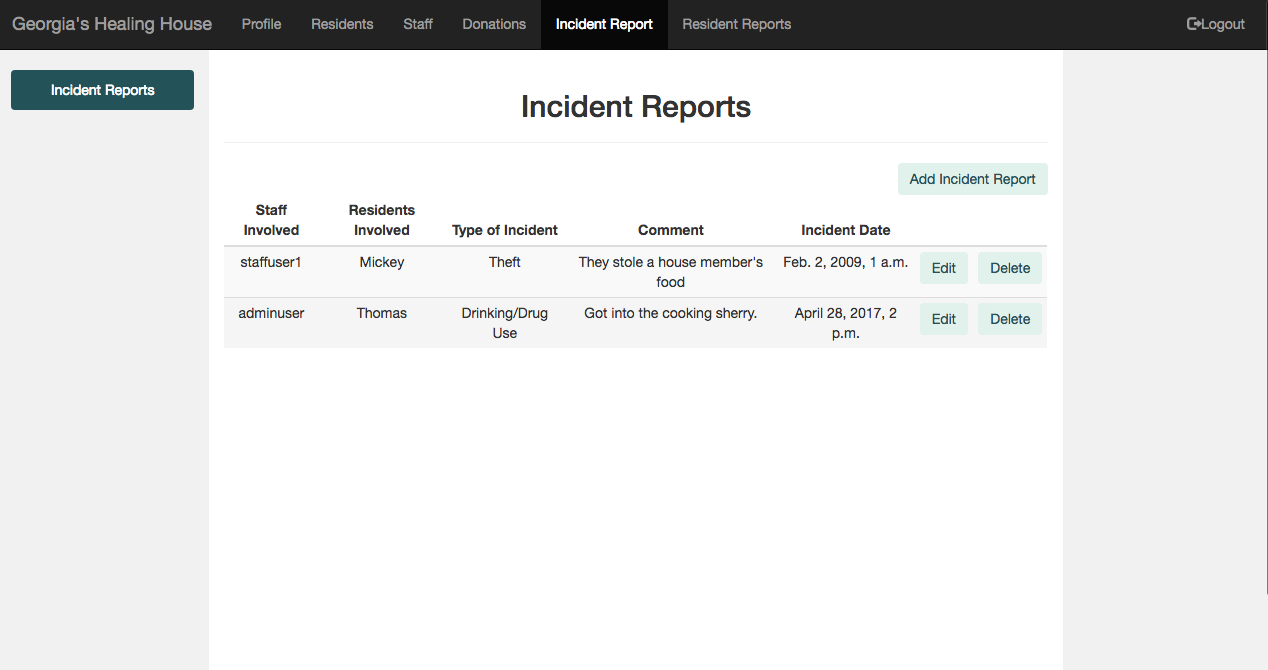 Georgia's Healing House Profile Residents Staff Donations Incident Report Resident Reports Logout
Incident Reports
Incident Reports
Add Incident Report
Staff Involved Residents Involved Type of Incident Comment Incident Date
staffuser1 Mickey Theft They stole a house member's food Feb. 2, 2009, 1 a.m. Edit Delete
adminuser Thomas Drinking/Drug Use Got into the cooking sherry. April 28, 2017, 2 p.m. Edit Delete